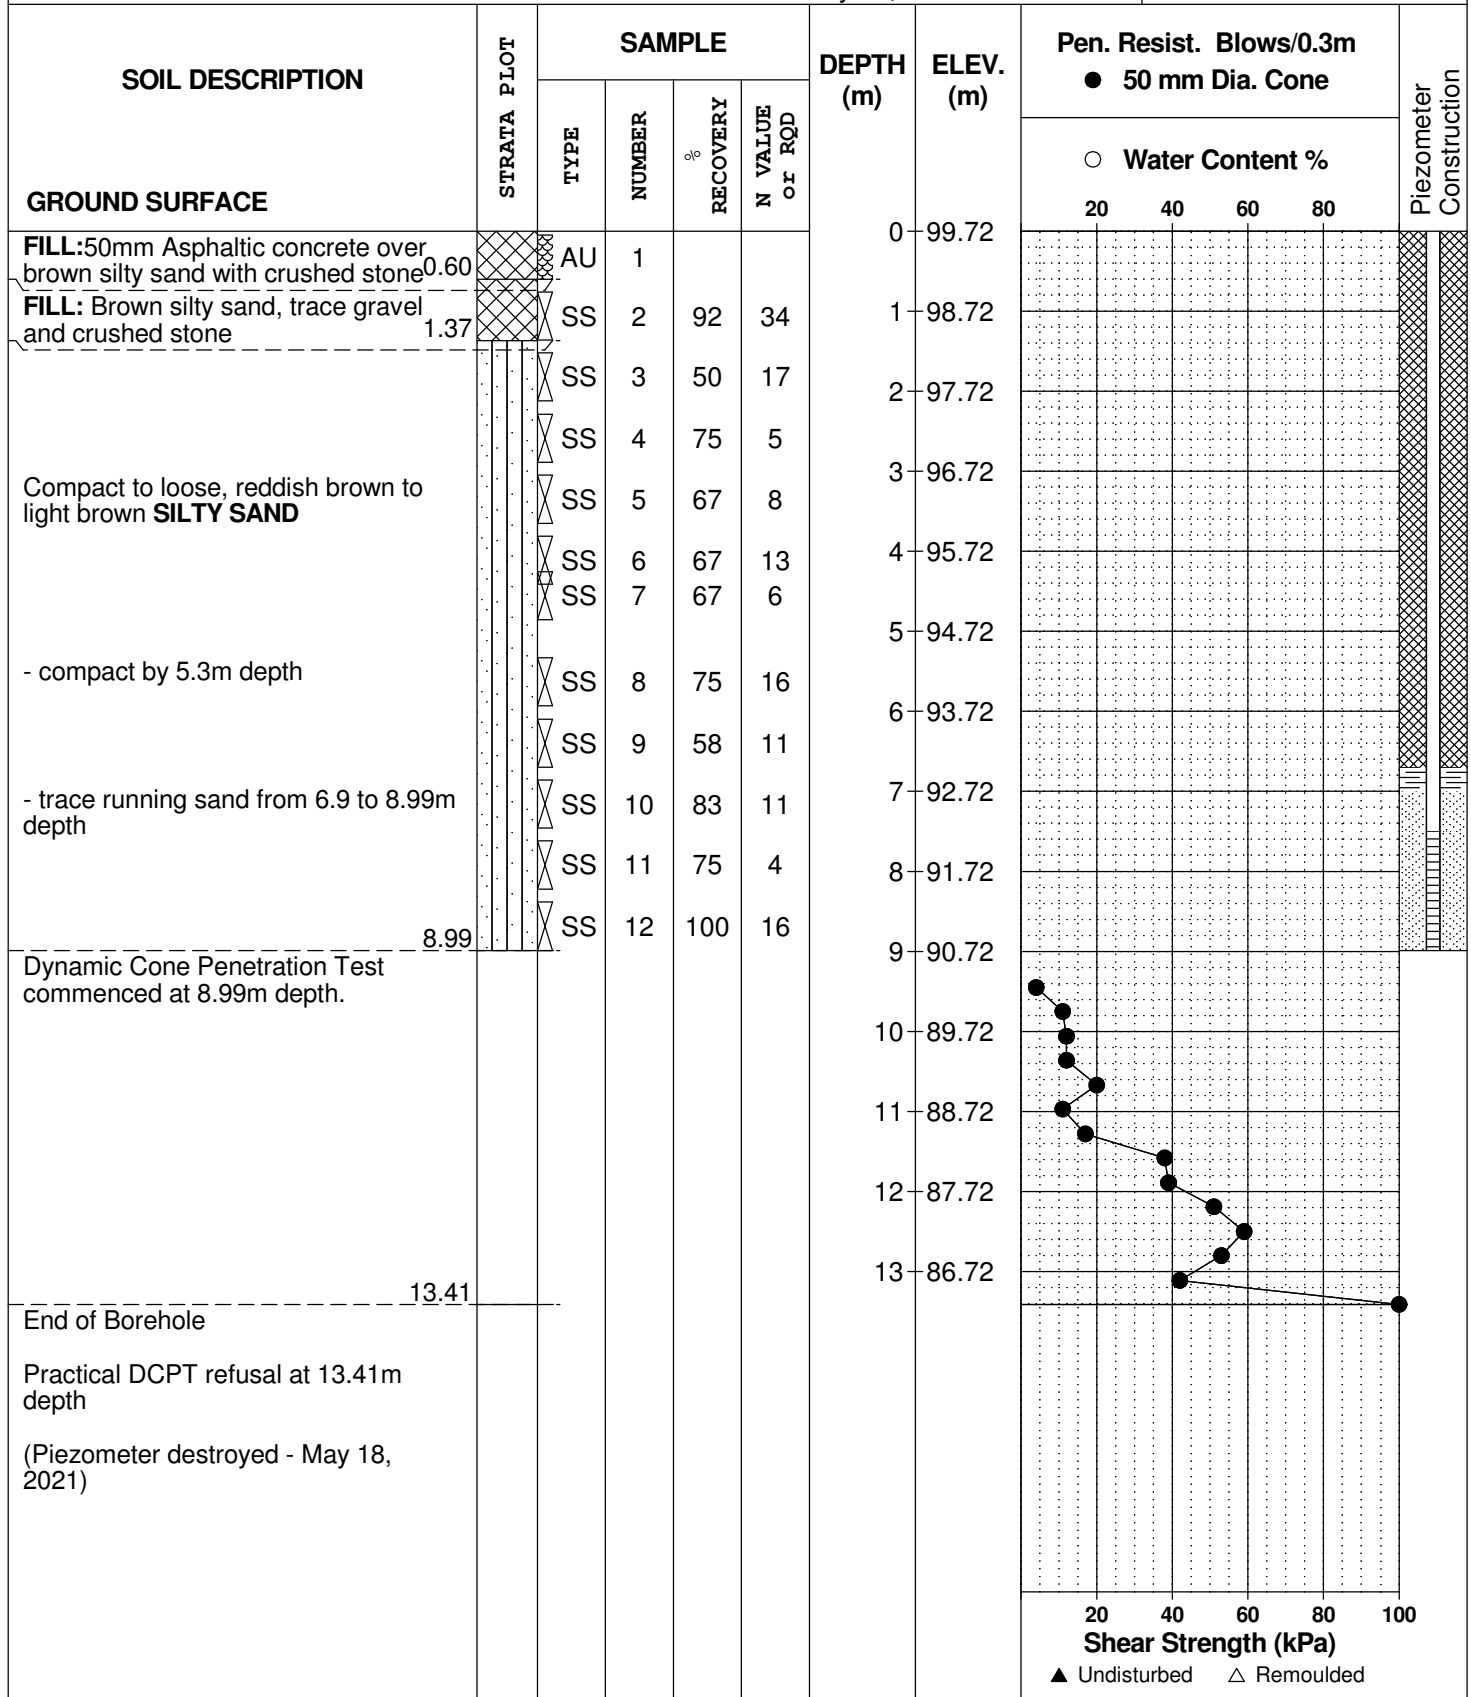 SOIL DESCRIPTION
GROUND SURFACE
STRATA PLOT
SAMPLE
TYPE
NUMBER
% RECOVERY
N VALUE or RQD
DEPTH (m)
ELEV. (m)
Pen. Resist. Blows/0.3m
● 50 mm Dia. Cone
○ Water Content %
20 40 60 80
Piezometer Construction
FILL:50mm Asphaltic concrete over
brown silty sand with crushed stone 0.60
FILL: Brown silty sand, trace gravel
and crushed stone 1.37
Compact to loose, reddish brown to
light brown SILTY SAND
- compact by 5.3m depth
- trace running sand from 6.9 to 8.99m
depth
8.99
Dynamic Cone Penetration Test
commenced at 8.99m depth.
13.41
End of Borehole
Practical DCPT refusal at 13.41m
depth
(Piezometer destroyed - May 18,
2021)
AU 1
SS 2 92 34
SS 3 50 17
SS 4 75 5
SS 5 67 8
SS 6 67 13
SS 7 67 6
SS 8 75 16
SS 9 58 11
SS 10 83 11
SS 11 75 4
SS 12 100 16
0 99.72
1 98.72
2 97.72
3 96.72
4 95.72
5 94.72
6 93.72
7 92.72
8 91.72
9 90.72
10 89.72
11 88.72
12 87.72
13 86.72
20 40 60 80 100
Shear Strength (kPa)
▲ Undisturbed △ Remoulded